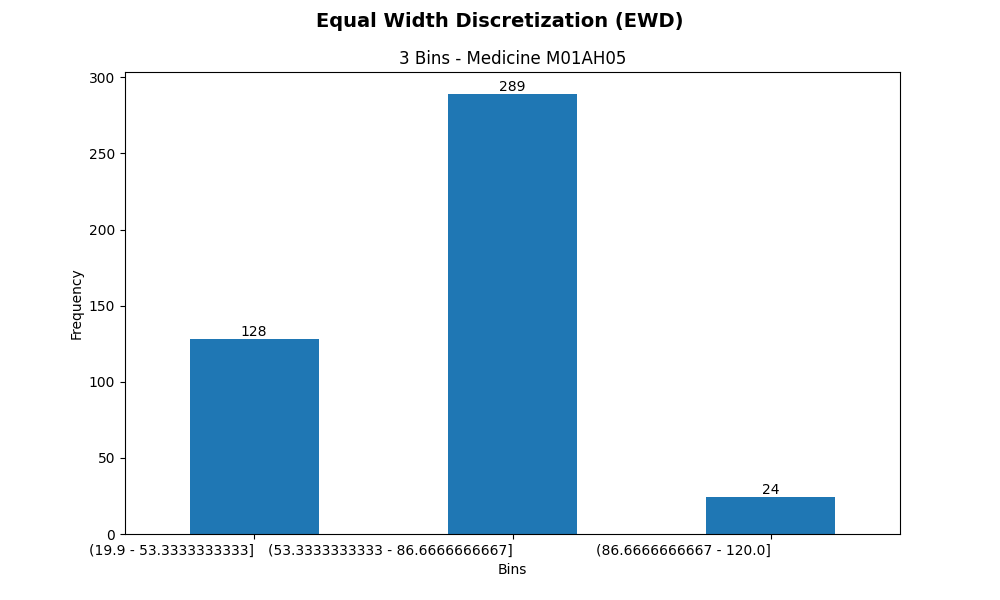 Equal Width Discretization (EWD)
3 Bins - Medicine M01AH05
300
250
200
150
100
50
0
Frequency
128
289
24
(19.9 - 53.3333333333]
(53.3333333333 - 86.6666666667]
(86.6666666667 - 120.0]
Bins